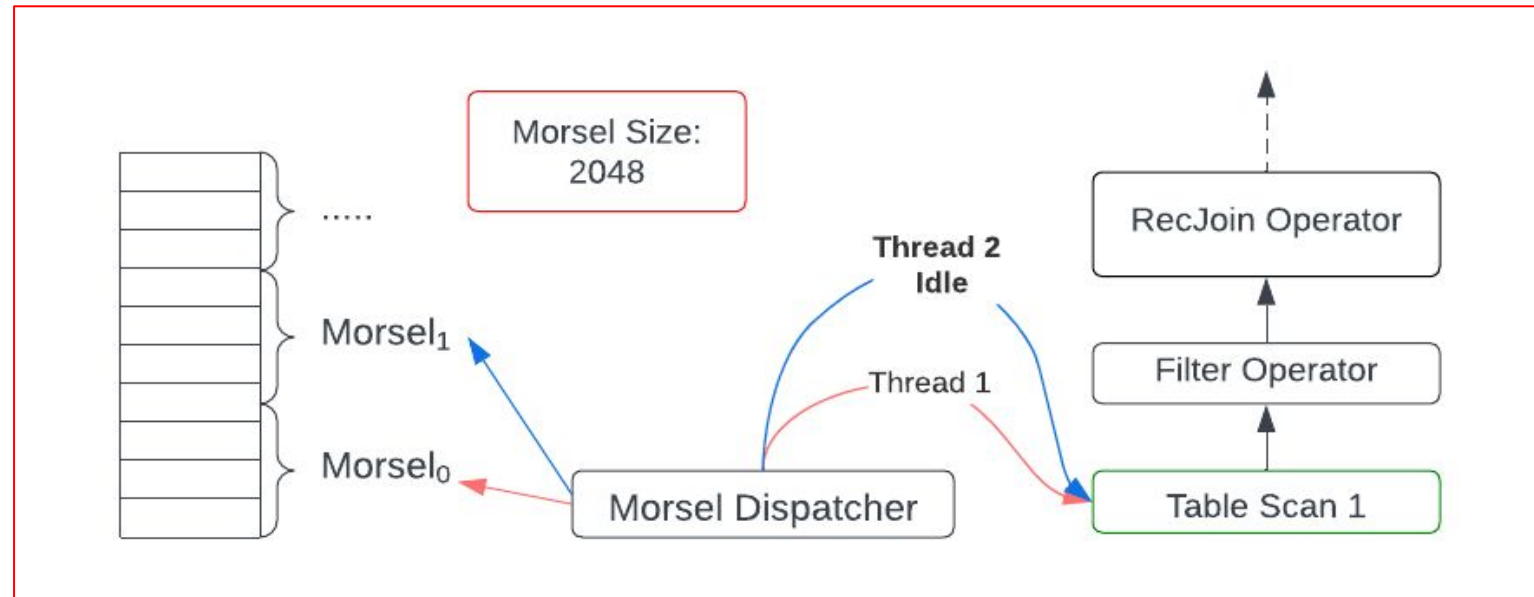 Morsel Size:
2048
.....
Morsel₁
Morsel₀
Morsel Dispatcher
Thread 2
Idle
Thread 1
RecJoin Operator
Filter Operator
Table Scan 1